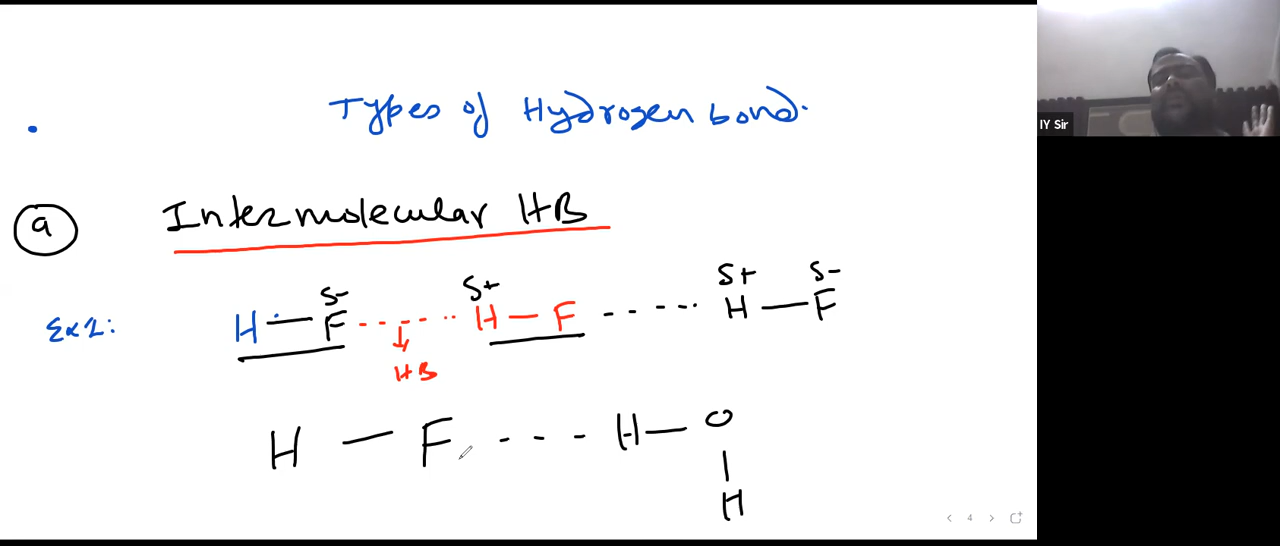 Types of Hydrogen bond.
IY Sir
a Intermolecular HB
δ- δ+ δ+ δ-
Ex1: H — F ------ H — F ----- H — F
HB
H — F --- H — O
|
H
4